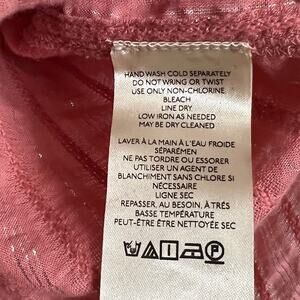 HAND WASH COLD SEPARATELY
DO NOT WRING OR TWIST
USE ONLY NON-CHLORINE
BLEACH
LINE DRY
LOW IRON AS NEEDED
MAY BE DRY CLEANED
LAVER À LA MAIN À L'EAU FROIDE
SÉPARÉMEN
NE PAS TORDRE OU ESSORER
UTILISER UN AGENT DE
BLANCHIMENT SANS CHLORE SI
NÉCESSAIRE
LIGNE SEC
REPASSER, AU BESOIN, À TRÈS
BASSE TEMPÉRATURE
PEUT-ÊTRE ÊTRE NETTOYÉE SEC